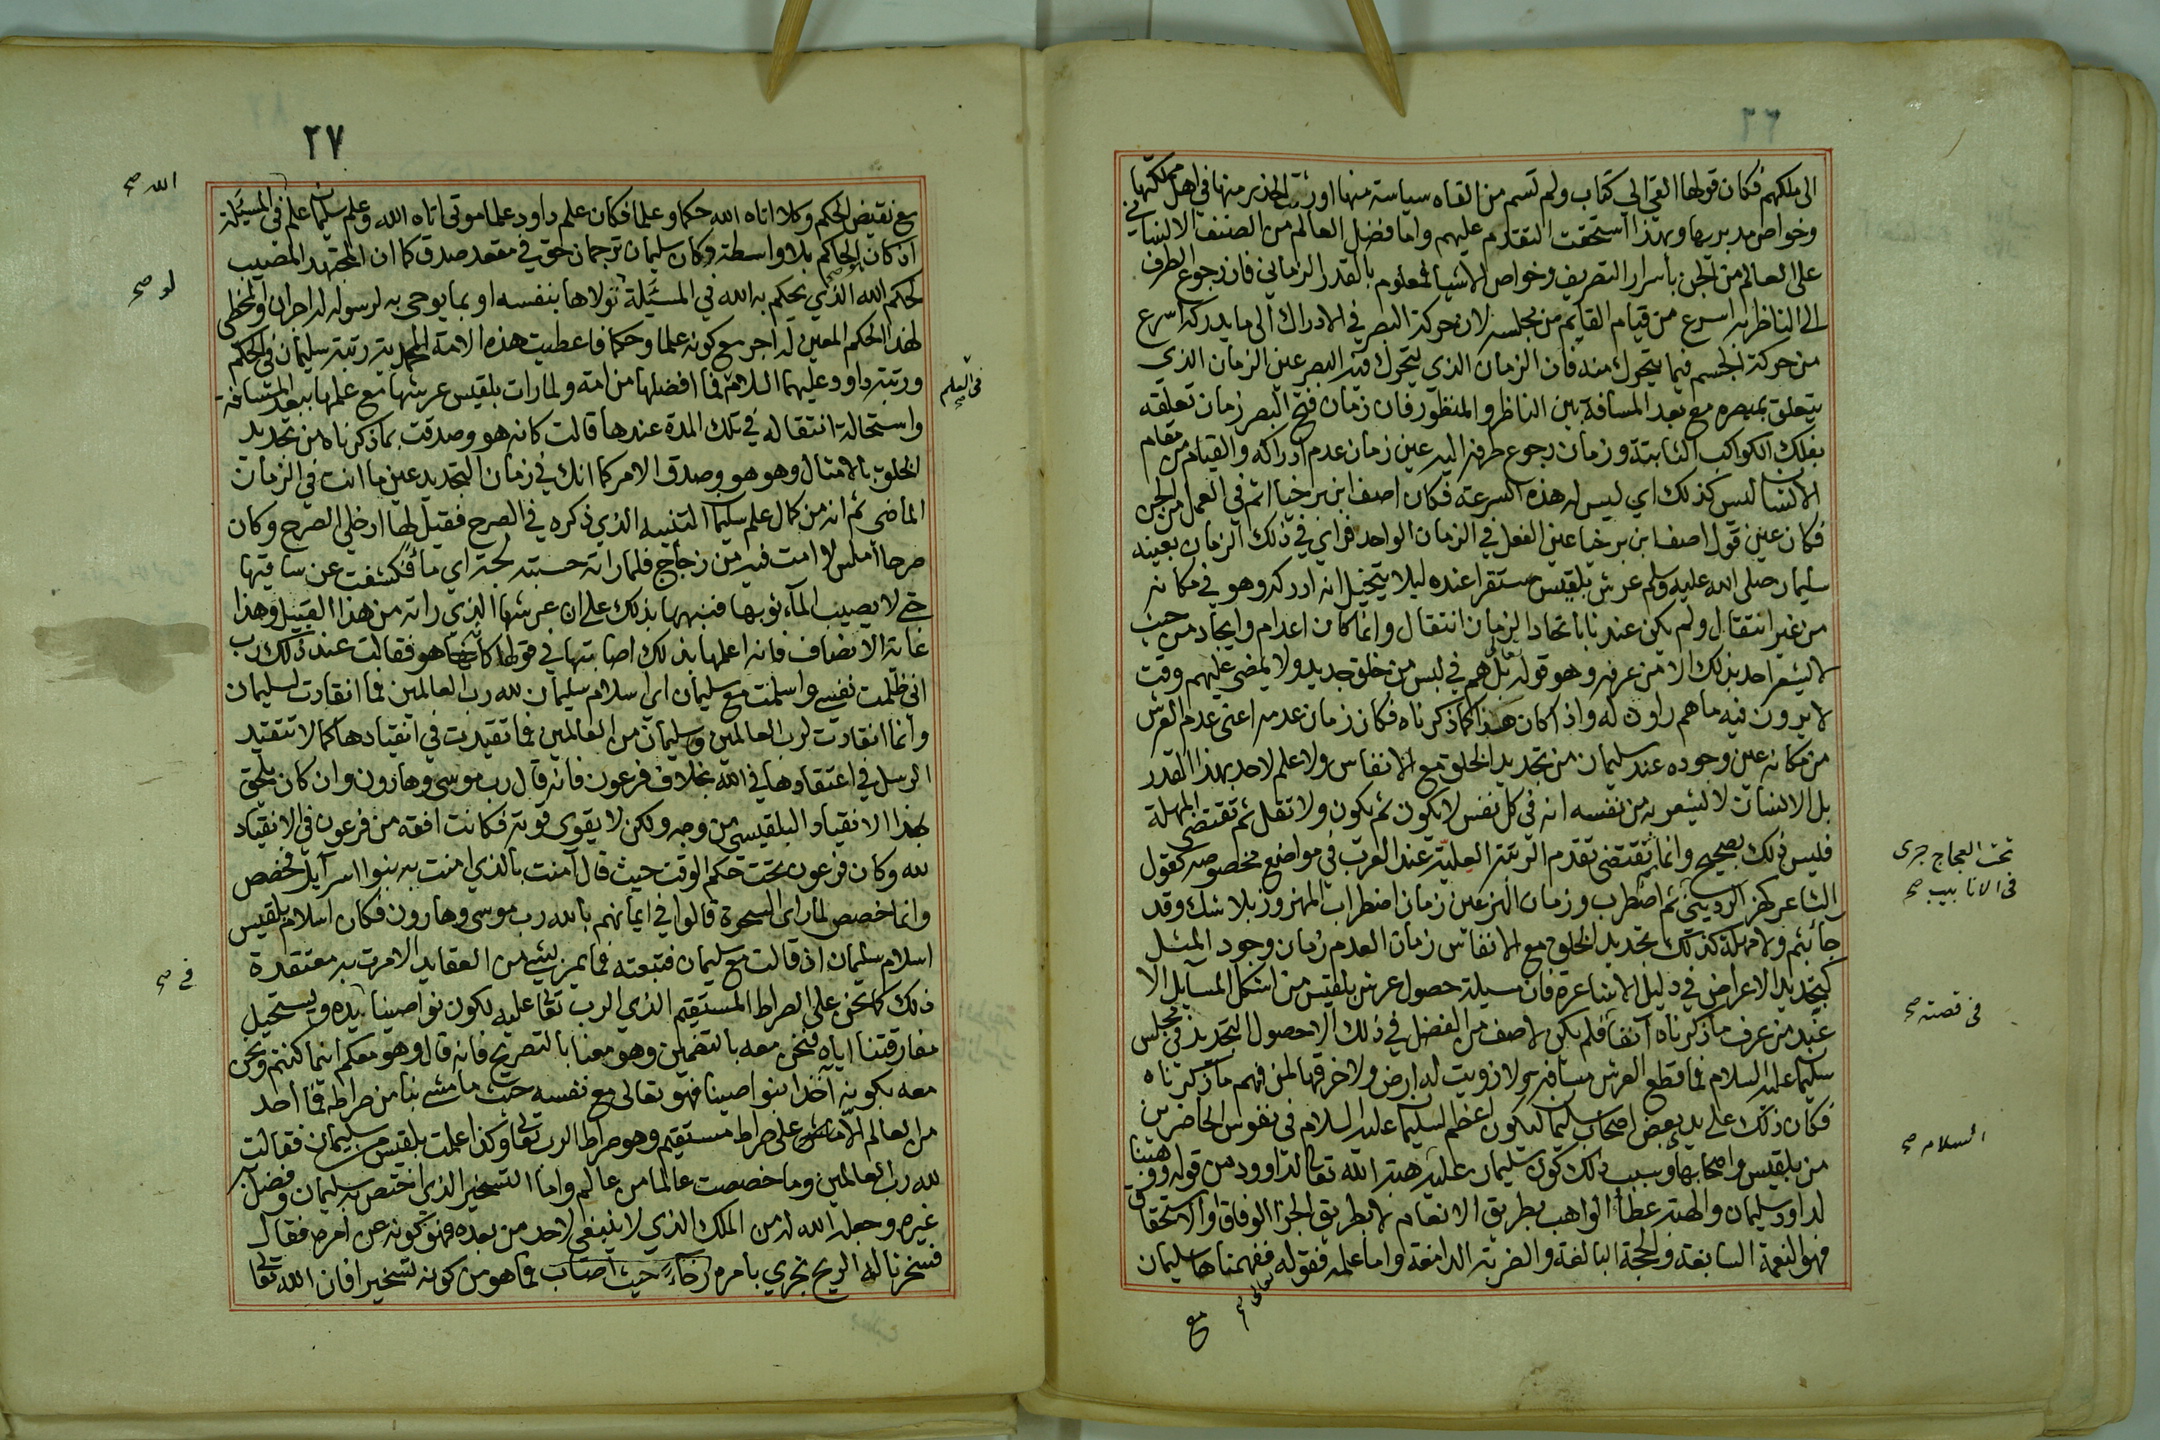 ٢٦
الى ملكهم فكان قولها القي الي كتاب ولم تسم من القاه سياسة منها اورثت الحذر منها في اهل مملكتها
وخواص مدبريها وبهذا استحقت التقدم عليهم واما فضل العالم من الصنف الانساني
على العالم من الجن باسرار التصريف وخواص الاشيا فمعلوم بالقدر الزماني فان رجوع الطرف
الى الناظر به اسرع من قيام القايم من مجلسه لان حركة البصر في الادراك الى ما يدركه اسرع
من حركة الجسم فيما يتحرك منه فان الزمان الذي يتحرك فيه البصر عين الزمان الذي
يتعلق بمبصره مع بعد المسافة بين الناظر والمنظور فان زمان فتح البصر زمان تعلقه
بفلك الكواكب الثابتة وزمان رجوع طرفه اليه عين زمان عدم ادراكه والقيام من مقام
الانسان ليس كذلك اي ليس له هذه السرعة فكان اصف ابن برخيا اتم في العمل من الجن
فكان عين قول اصف ابن برخيا عين الفعل في الزمان الواحد فراي في ذلك الزمان بعينه
سليمان صلى الله عليه وسلم عرش بلقيس مستقرا عنده ليلا يتخيل انه ادركه وهو في مكانه
من غير انتقال ولم يكن عندنا باتحاد الزمان انتقال وانما كان اعدام وايجاد من حيث
لا يشعر احد بذلك الا من عرفه وهو قوله تعالى بل هم في لبس من خلق جديد ولا يمضي عليهم وقت
لا يرون فيه ما هم راون له واذا كان هذا كما ذكرناه فكان زمان عدمه اعني عدم العرش
من مكانه عين وجوده عند سليمان من تجديد الخلق مع الانفاس ولا علم لاحد بهذا القدر
بل الانسان لا يشعر به من نفسه انه في كل نفس لا يكون ثم يكون ولا تقل ثم تقتضي المهلة
فليس ذلك بصحيح وانما ثم تقتضي تقدم الرتبة العلية عند العرب في مواضع مخصوصه كقول
الشاعر كهز الرديني ثم اضطرب وزمان الهز عين زمان اضطراب المهزوز بلا شك وقد
جا بثم ولا مهلة كذلك تجديد الخلق مع الانفاس زمان العدم زمان وجود المثل
كتجديد الاعراض في دليل الاشاعرة فان مسيلة حصول عرش بلقيس من اشكل المسايل الا
عند من عرف ما ذكرناه آنفا فلم يكن لاصف من الفضل في ذلك الا حصول التجديد في مجلس
سليمان عليه السلام فما قطع العرش مسافة ولا زويت له ارض ولا خرقها لمن فهم ما ذكرناه
فكان ذلك على يد بعض اصحاب سليمان ليكون اعظم لسليمان عليه السلام في نفوس الحاضرين
من بلقيس واصحابها وسبب ذلك كون سليمان عليه هبة الله تعالى لداوود من قوله ووهبنا
لداود سليمان والهبة عطا الواهب بطريق الانعام لا بطريق الجزا الوفاق او الاستحقاق
فهو النعمة السابغة والحجة البالغة والضربة الدامغة واما علمه فقوله تعالى ففهمناها سليمان
مع
تحت العجاج جرى
فى الانابيب صح
فى قصته صح
السلام صح
٢٧
مع نقيض الحكم وكلا اتاه الله حكما وعلما فكان علم داود علما موتى اتاه الله وعلم سليمان علم في المسيلة
اذ كان الحاكم بلا واسطة وكان سليمان ترجمان حق في مقعد صدق كما ان المجتهد المصيب
لحكم الله الذي يحكم به الله في المسيلة تولاها بنفسه او بما يوحى به لرسوله له اجران والمخطي
لهذا الحكم المعين له اجر مع كونه علما وحكما فاعطيت هذه الامة المحمدية رتبة سليمان في الحكم
ورتبة داوود عليهما السلام فما افضلها من امة ولما رات بلقيس عرشها مع علمها ببعد المسافة
واستحالة انتقاله في تلك المدة عندها قالت كانه هو وصدقت بما ذكرناه من تجديد
الخلق بالامثال وهو هو وصدق الامر كما انك في زمان التجديد عين ما انت في الزمان
الماضي ثم انه من كمال علم سليمان التنبيه الذي ذكره في الصرح فقيل لها ادخلي الصرح وكان
صرحا املس لا امت فيه من زجاج فلما راته حسبته لجة اي ماء فكشفت عن ساقيها
حتى لا يصيب الماء ثوبها فنبهها بذلك على ان عرشها الذي راته من هذا القبيل وهذا
غاية الانصاف فانه اعلمها بذلك اصابتها في قولها كانه هو فقالت عند ذلك رب
اني ظلمت نفسي واسلمت مع سليمان اي اسلام سليمان لله رب العالمين فما انقادت لسليمان
وانما انقادت لرب العالمين وسليمان من العالمين فما تقيدت في انقيادها كما لا تتقيد
الرسل في اعتقادها في الله بخلاف فرعون فانه قال رب موسى وهارون وان كان يلحق
بهذا الانقياد البلقيسي من وجه ولكن لا يقوى قوته فكانت افقه من فرعون في الانقياد
لله وكان فرعون تحت حكم الوقت حيث قال آمنت بالذي امنت به بنوا اسرآيل فخصص
وانما خصص لما راى السحرة قالوا في ايمانهم بالله رب موسى وهارون فكان اسلام بلقيس
اسلام سليمان اذ قالت مع سليمان فتبعته فما يمر بشي من العقايد الا مرت به معتقدة
ذلك كما نحن على الصراط المستقيم الذي الرب تعالى عليه لكون نواصينا بيده ويستحيل
مفارقتنا اياه فنحن معه بالتضمين وهو معنا بالتصريح فانه قال وهو معكم اينما كنتم ونحن
معه بكونه آخذا بنواصينا فهو تعالى مع نفسه حيث ما مشى بنا من صراطه فما احد
من العالم الا على صراط مستقيم وهو صراط الرب تعالى وكذا علمت بلقيس من سليمان فقالت
لله رب العالمين وما خصصت عالما من عالم واما التسخير الذي اختص به سليمان وفضل به
غيره وجعله الله له من الملك الذي لا ينبغي لاحد من بعده فهو كونه عن امره فقال
فسخرنا له الريح تجري بامره رخاء حيث اصاب فما هو من كونه تسخيرا فان الله تعالى
الله صح
له صح
فى العلم صح
فى صح